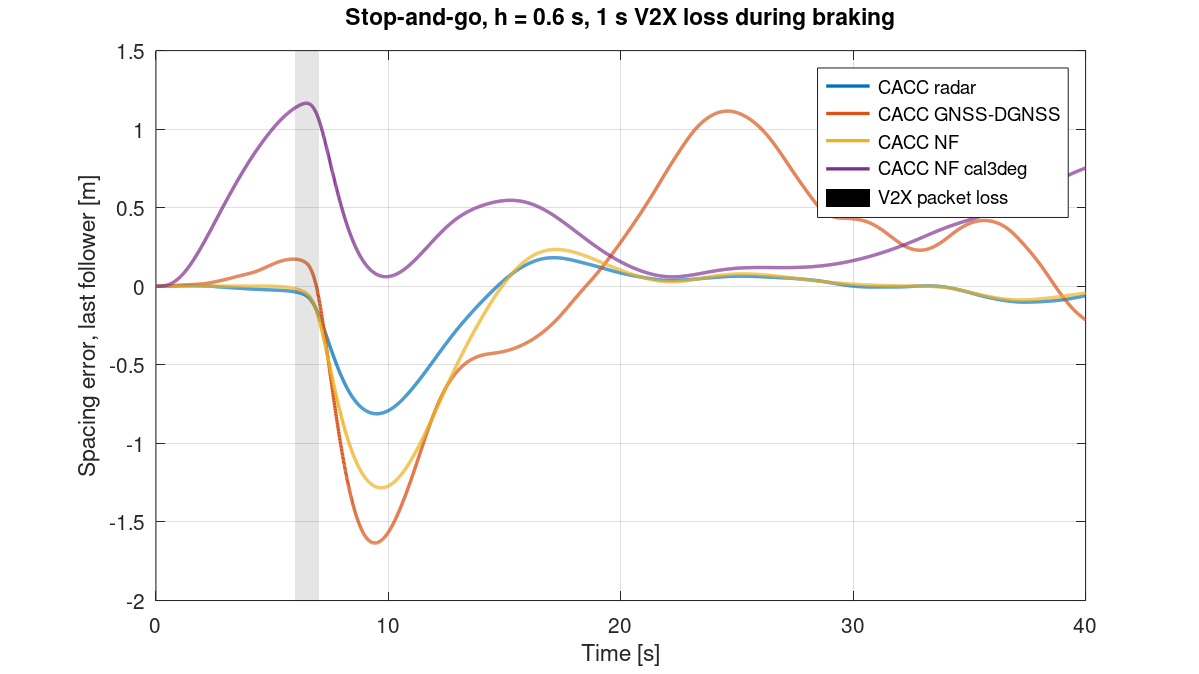 Stop-and-go, h = 0.6 s, 1 s V2X loss during braking
1.5
1
0.5
0
-0.5
-1
-1.5
-2
Spacing error, last follower [m]
CACC radar
CACC GNSS-DGNSS
CACC NF
CACC NF cal3deg
V2X packet loss
0
10
20
30
40
Time [s]